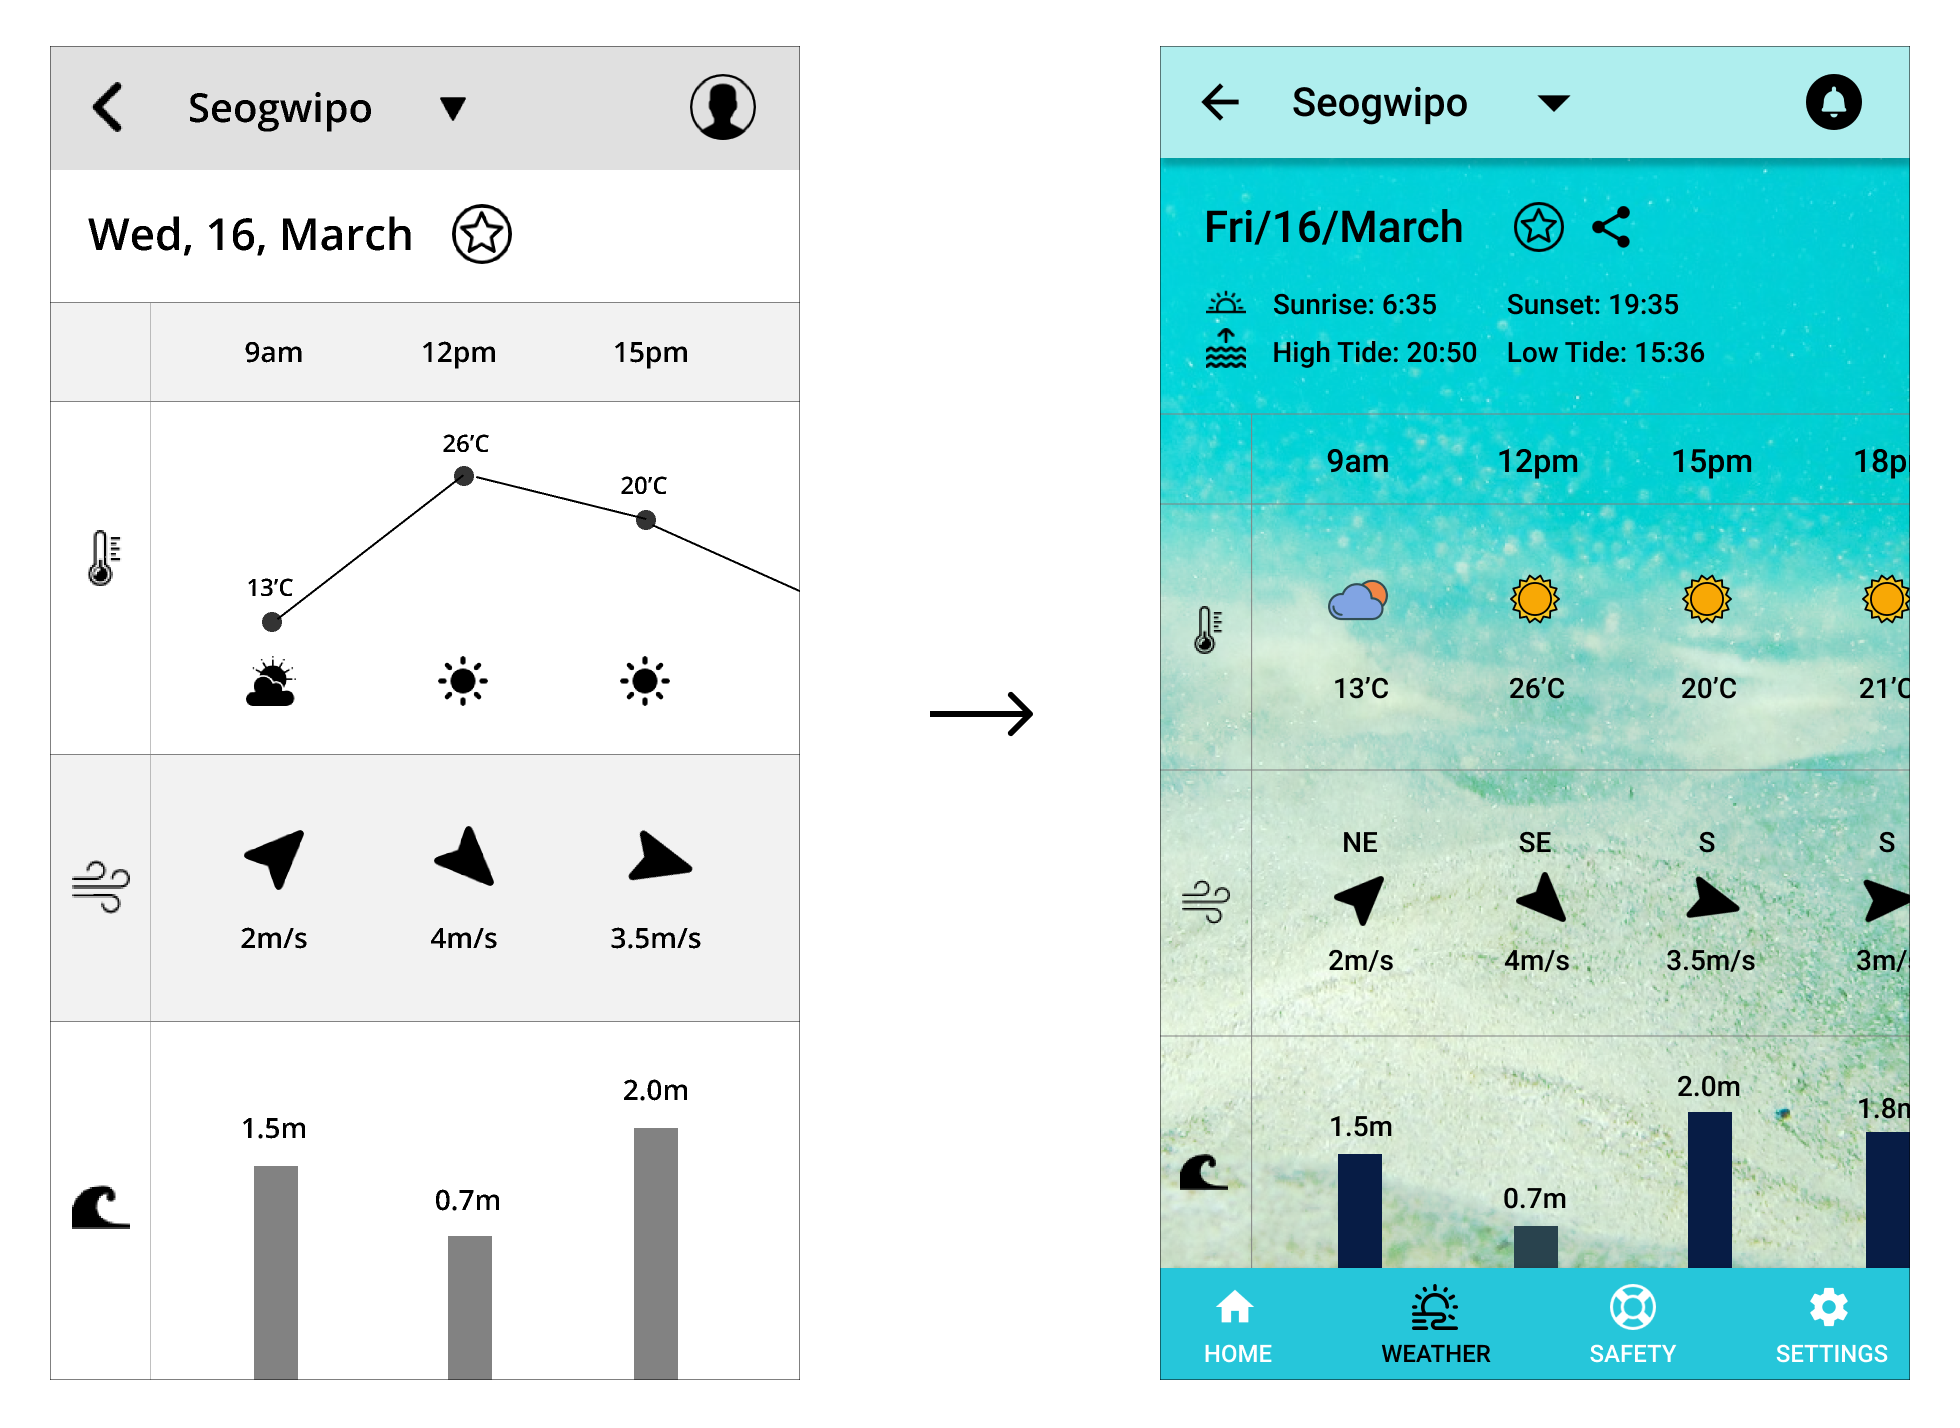 Seogwipo
Wed, 16, March
9am 12pm 15pm
26’C
20’C
13’C
2m/s 4m/s 3.5m/s
2.0m
1.5m
0.7m
Seogwipo
Fri/16/March
Sunrise: 6:35 Sunset: 19:35
High Tide: 20:50 Low Tide: 15:36
9am 12pm 15pm 18p
13’C 26’C 20’C 21’C
NE SE S S
2m/s 4m/s 3.5m/s 3m/
2.0m
1.8m
1.5m
0.7m
HOME WEATHER SAFETY SETTINGS